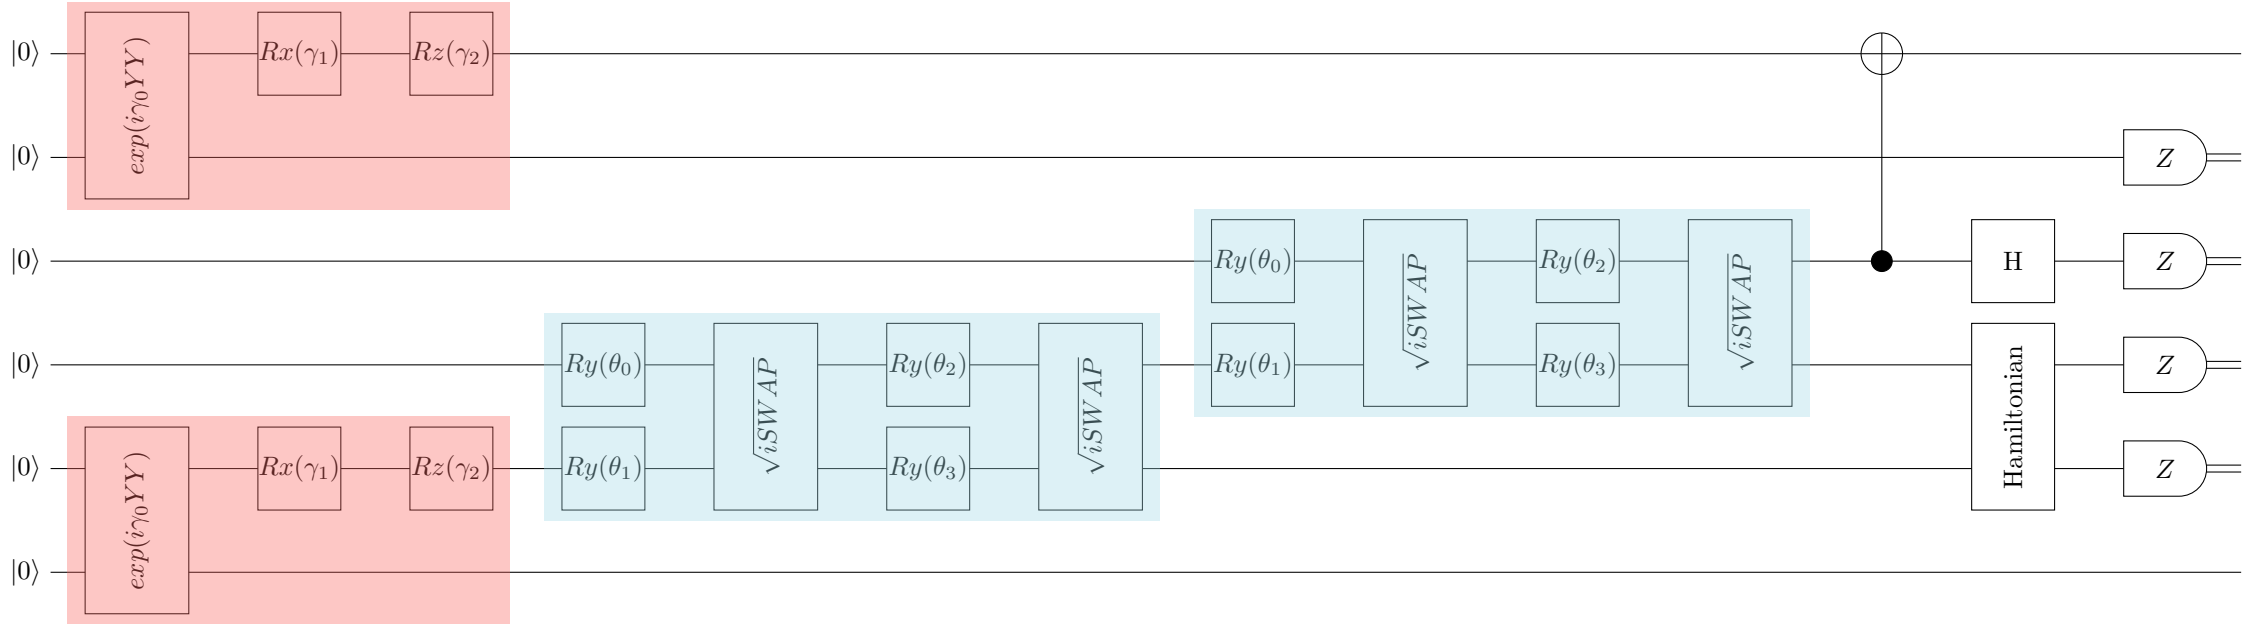 |0⟩ exp(iγ₀YY) Rx(γ₁) Rz(γ₂)
|0⟩ Z
|0⟩ Ry(θ₀) √iSWAP Ry(θ₂) √iSWAP H Z
|0⟩ Ry(θ₀) √iSWAP Ry(θ₂) √iSWAP Ry(θ₁) Ry(θ₃) Hamiltonian Z
|0⟩ exp(iγ₀YY) Rx(γ₁) Rz(γ₂) Ry(θ₁) Ry(θ₃) Z
|0⟩